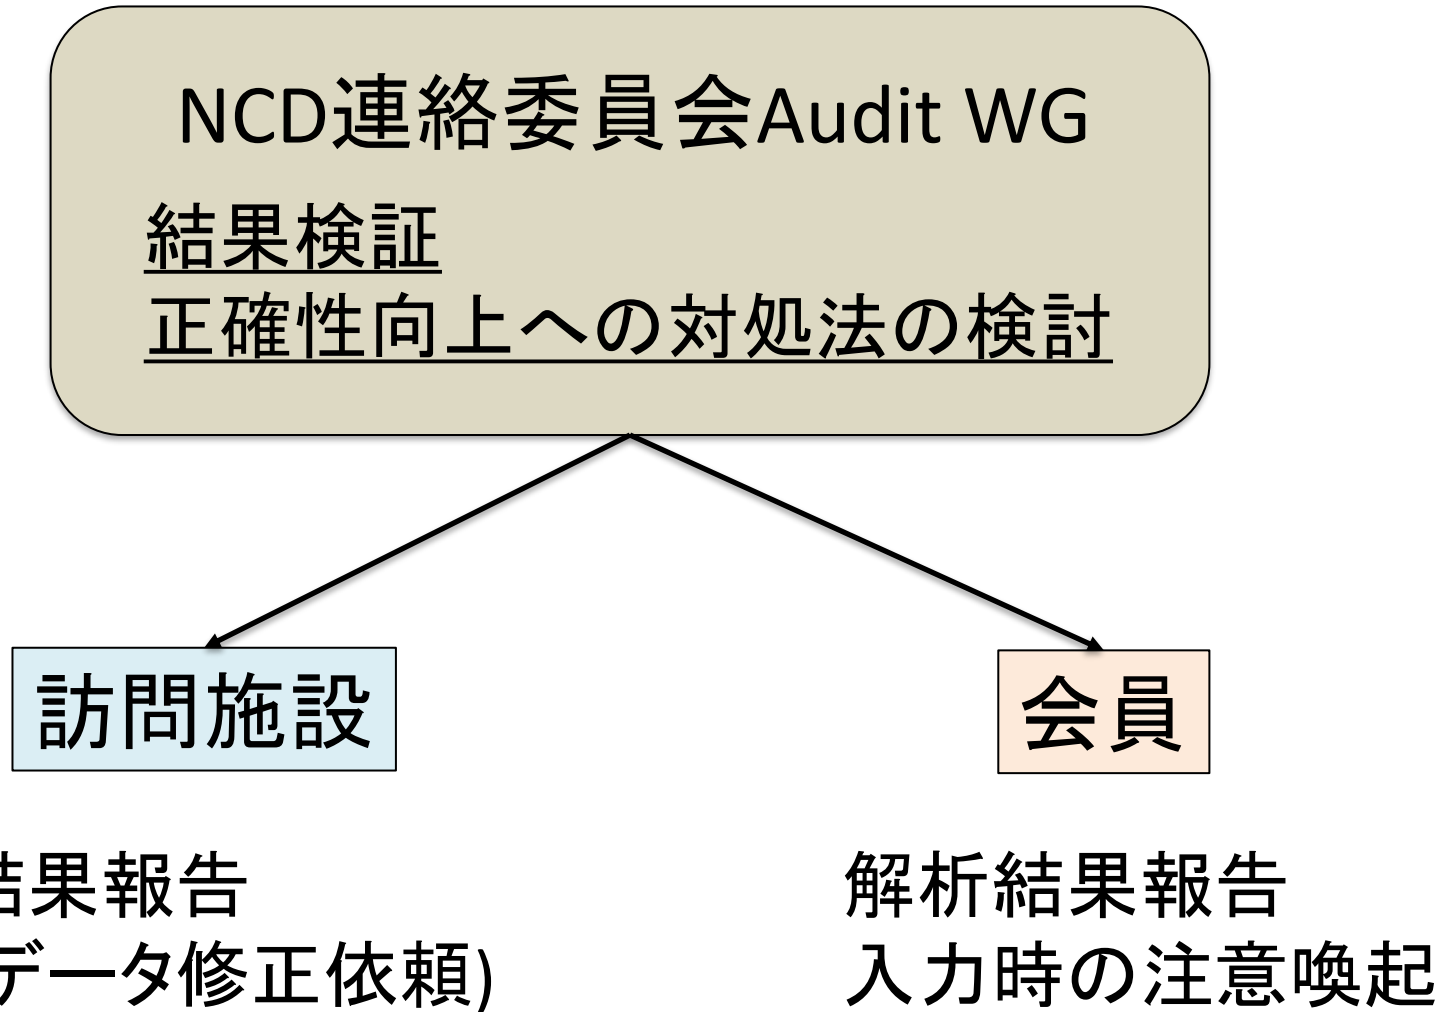 NCD連絡委員会Audit WG
結果検証
正確性向上への対処法の検討
訪問施設
会員
結果報告
データ修正依頼)
解析結果報告
入力時の注意喚起